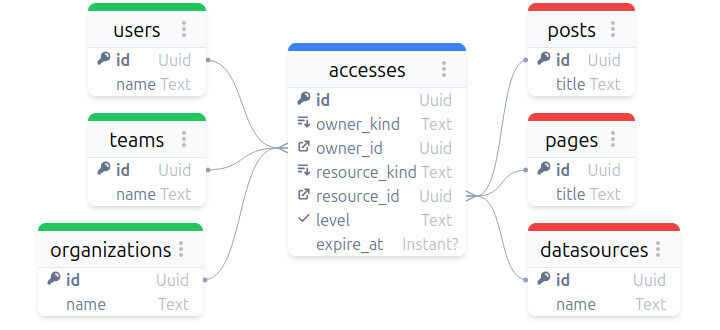 users
id Uuid
name Text
teams
id Uuid
name Text
organizations
id Uuid
name Text
accesses
id Uuid
owner_kind Text
owner_id Uuid
resource_kind Text
resource_id Uuid
level Text
expire_at Instant?
posts
id Uuid
title Text
pages
id Uuid
title Text
datasources
id Uuid
name Text